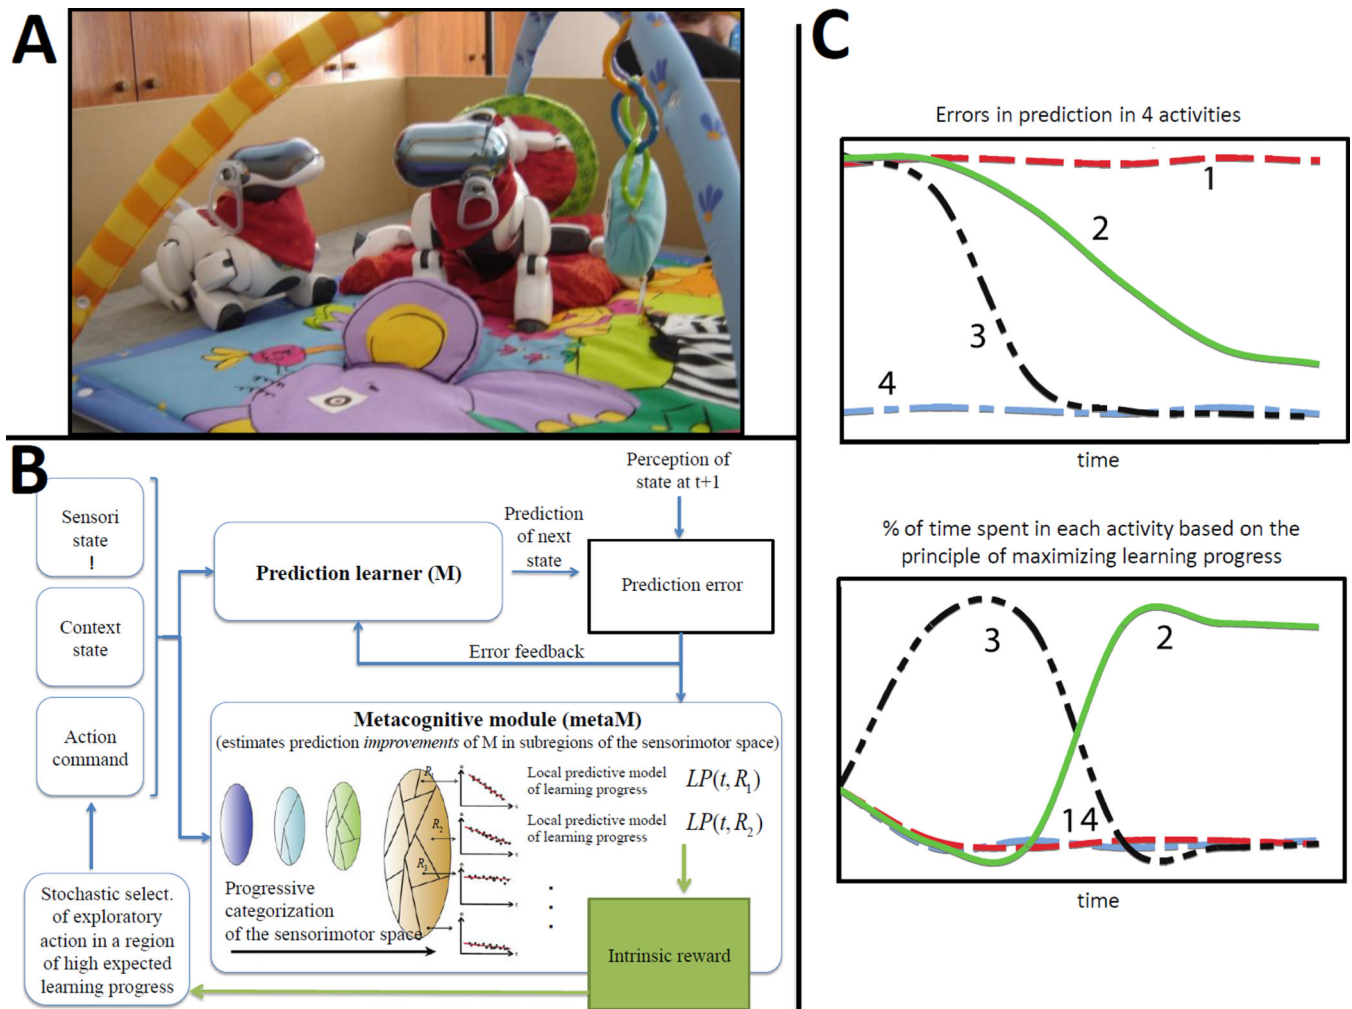 A
B
Sensori
state
!
Context
state
Action
command
Stochastic select.
of exploratory
action in a region
of high expected
learning progress
Prediction learner (M)
Prediction
of next
state
Perception of
state at t+1
Prediction error
Error feedback
Metacognitive module (metaM)
(estimates prediction improvements of M in subregions of the sensorimotor space)
R1
R2
R3
Local predictive model
of learning progress
LP(t, R1)
Local predictive model
of learning progress
LP(t, R2)
Progressive
categorization
of the sensorimotor space
Intrinsic reward
C
Errors in prediction in 4 activities
1
2
3
4
time
% of time spent in each activity based on the
principle of maximizing learning progress
3
2
14
time